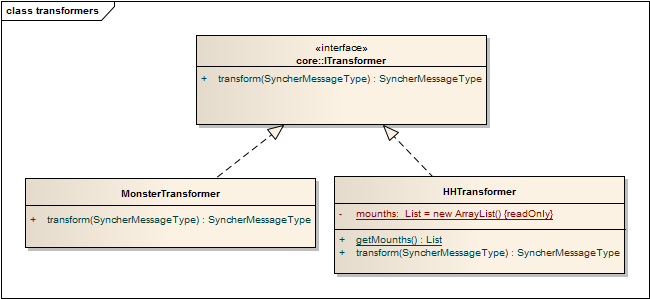 class transformers
«interface»
core::ITransformer
+ transform(SyncherMessageType) : SyncherMessageType
MonsterTransformer
+ transform(SyncherMessageType) : SyncherMessageType
HHTransformer
- mounths: List = new ArrayList() {readOnly}
+ getMounths() : List
+ transform(SyncherMessageType) : SyncherMessageType